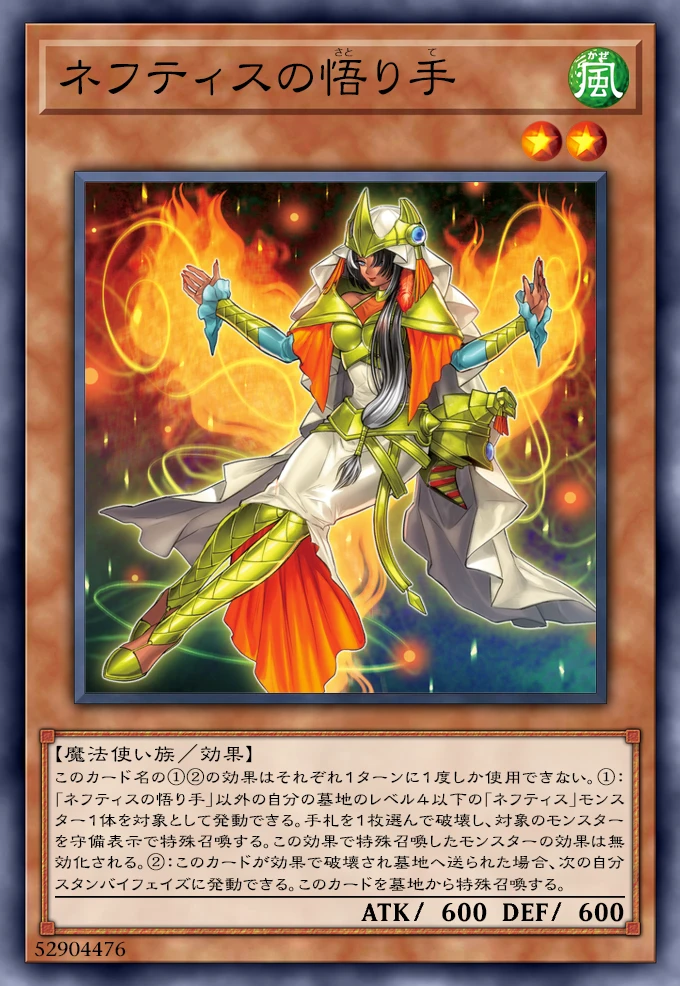 さと て
ネフティスの悟り手
かぜ
風
【魔法使い族／効果】
このカード名の①②の効果はそれぞれ1ターンに1度しか使用できない。①：
「ネフティスの悟り手」以外の自分の墓地のレベル4以下の「ネフティス」モンス
ター1体を対象として発動できる。手札を1枚選んで破壊し、対象のモンスター
を守備表示で特殊召喚する。この効果で特殊召喚したモンスターの効果は無
効化される。②：このカードが効果で破壊され墓地へ送られた場合、次の自分
スタンバイフェイズに発動できる。このカードを墓地から特殊召喚する。
ATK/ 600 DEF/ 600
52904476